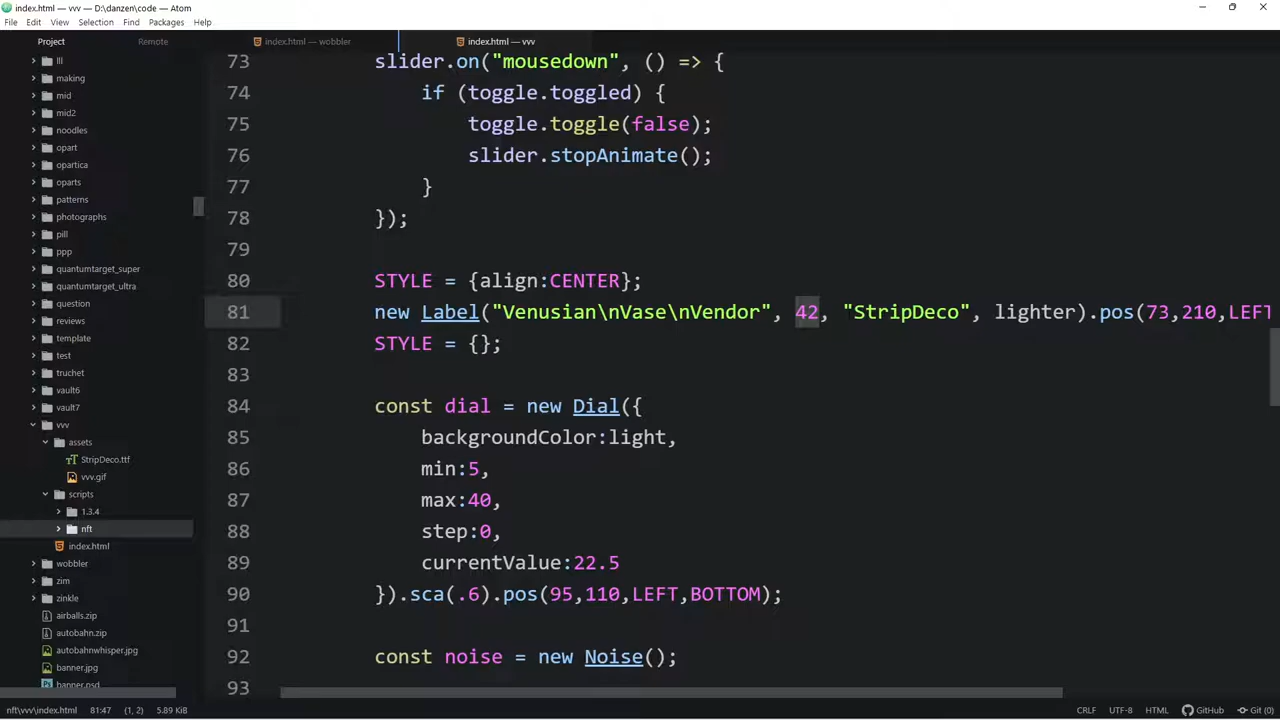 index.html — vvv — D:\danzen\code — Atom
File Edit View Selection Find Packages Help
Project Remote
index.html — wobbler
index.html — vvv
lll
making
mid
mid2
noodles
opart
opartica
oparts
patterns
photographs
pill
ppp
quantumtarget_super
quantumtarget_ultra
question
reviews
template
test
truchet
vault6
vault7
vvv
assets
StripDeco.ttf
vvv.gif
scripts
1.3.4
nft
index.html
wobbler
zim
zinkle
airballs.zip
autobahn.zip
autobahnwhisper.jpg
banner.jpg
banner.psd
73 slider.on("mousedown", () => {
74 if (toggle.toggled) {
75 toggle.toggle(false);
76 slider.stopAnimate();
77 }
78 });
79
80 STYLE = {align:CENTER};
81 new Label("Venusian\nVase\nVendor", 42, "StripDeco", lighter).pos(73,210,LEFT
82 STYLE = {};
83
84 const dial = new Dial({
85 backgroundColor:light,
86 min:5,
87 max:40,
88 step:0,
89 currentValue:22.5
90 }).sca(.6).pos(95,110,LEFT,BOTTOM);
91
92 const noise = new Noise();
93
nft\vvv\index.html 81:47 (1, 2) 5.89 KiB
CRLF UTF-8 HTML GitHub Git (0)